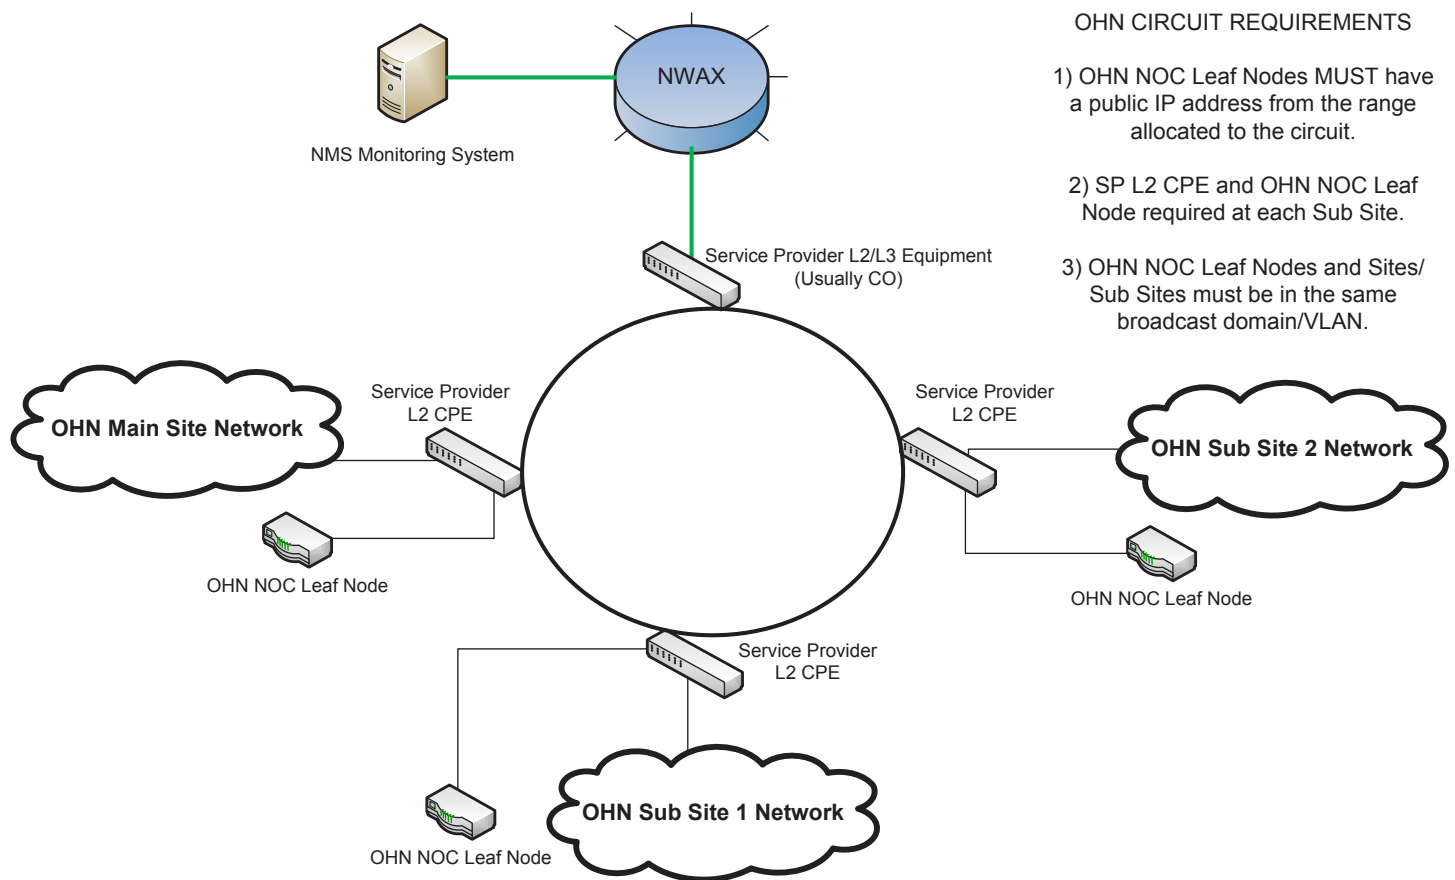 OHN CIRCUIT REQUIREMENTS
1) OHN NOC Leaf Nodes MUST have
a public IP address from the range
allocated to the circuit.
2) SP L2 CPE and OHN NOC Leaf
Node required at each Sub Site.
3) OHN NOC Leaf Nodes and Sites/
Sub Sites must be in the same
broadcast domain/VLAN.
NWAX
NMS Monitoring System
Service Provider L2/L3 Equipment
(Usually CO)
Service Provider
L2 CPE
OHN Main Site Network
OHN NOC Leaf Node
Service Provider
L2 CPE
OHN Sub Site 2 Network
OHN NOC Leaf Node
Service Provider
L2 CPE
OHN Sub Site 1 Network
OHN NOC Leaf Node